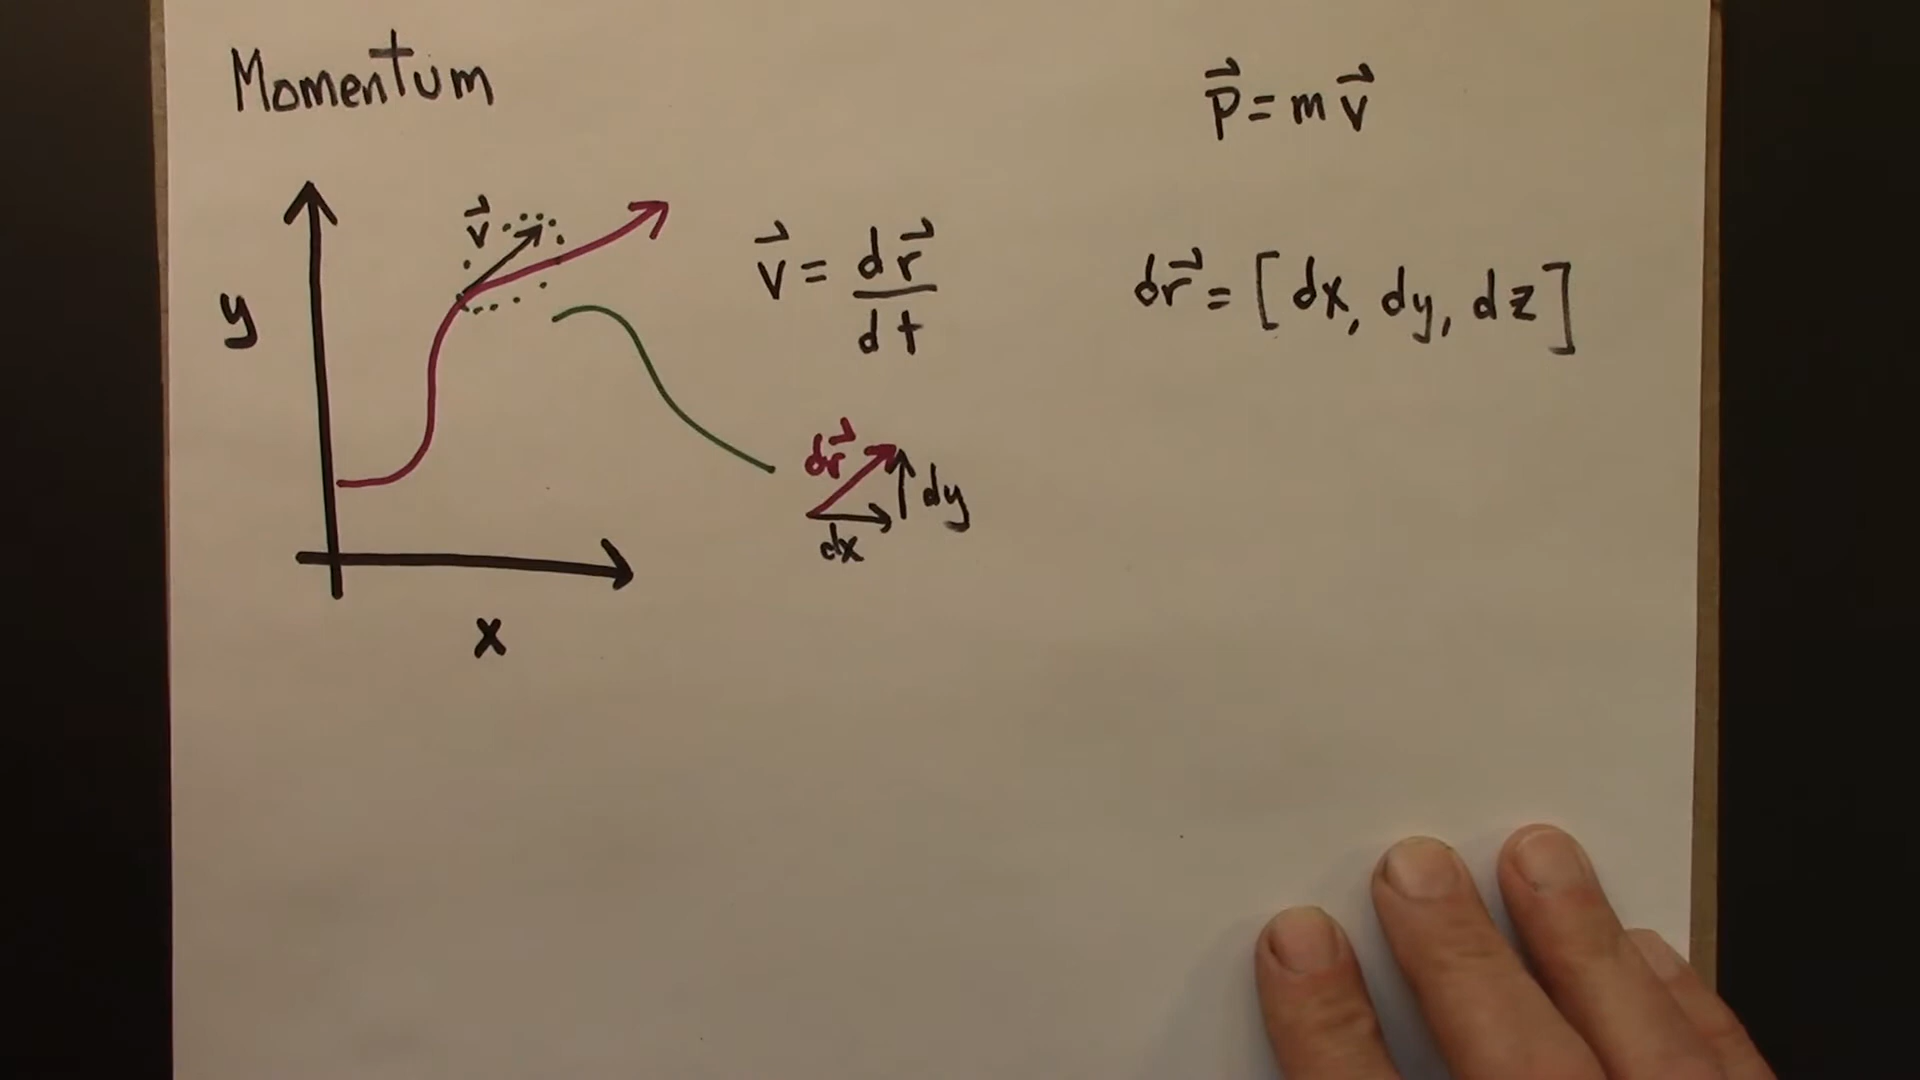 Momentum
p⃗ = m v⃗
v⃗
v⃗ = dr⃗/dt
dr⃗ = [dx, dy, dz]
y
dr⃗
dy
dx
x